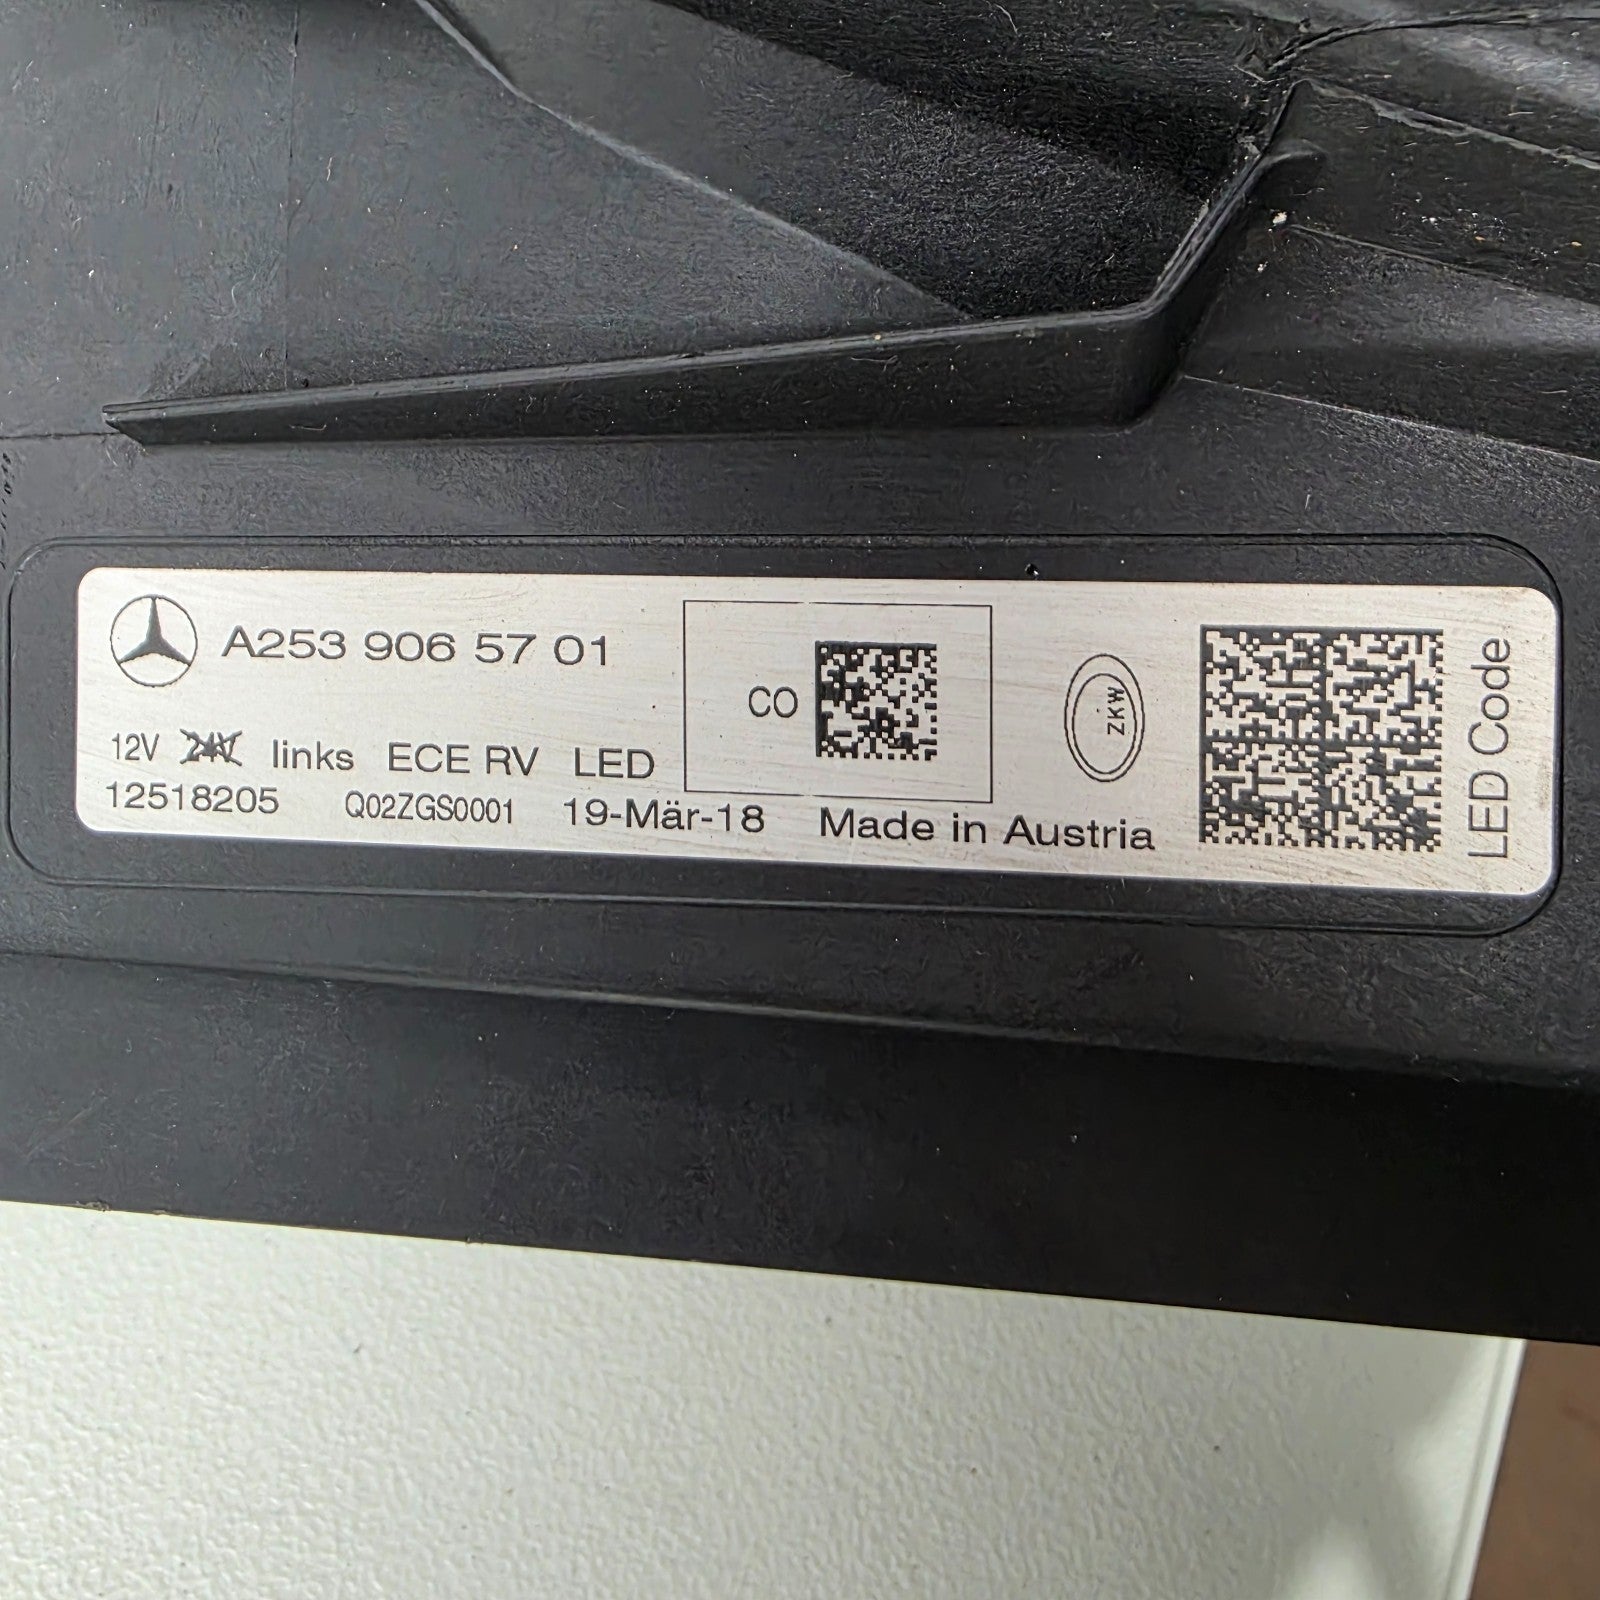 A253 906 57 01
12V 24V links ECE RV LED
CO
12518205 Q02ZGS0001 19-Mär-18 Made in Austria
ZKW
LED Code